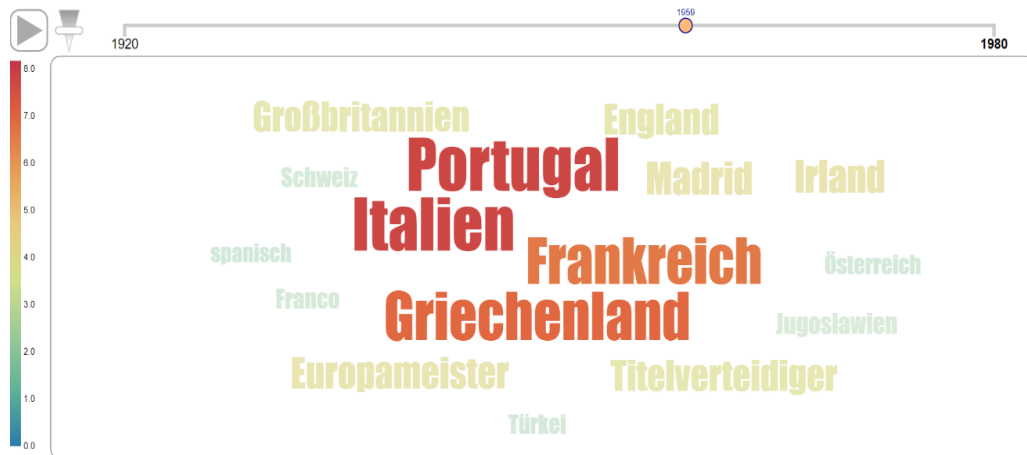 1959
1920
1980
8.0
7.0
6.0
5.0
4.0
3.0
2.0
1.0
0.0
Großbritannien
England
Portugal
Schweiz
Madrid
Irland
Italien
spanisch
Frankreich
Österreich
Franco
Griechenland
Jugoslawien
Europameister
Titelverteidiger
Türkei